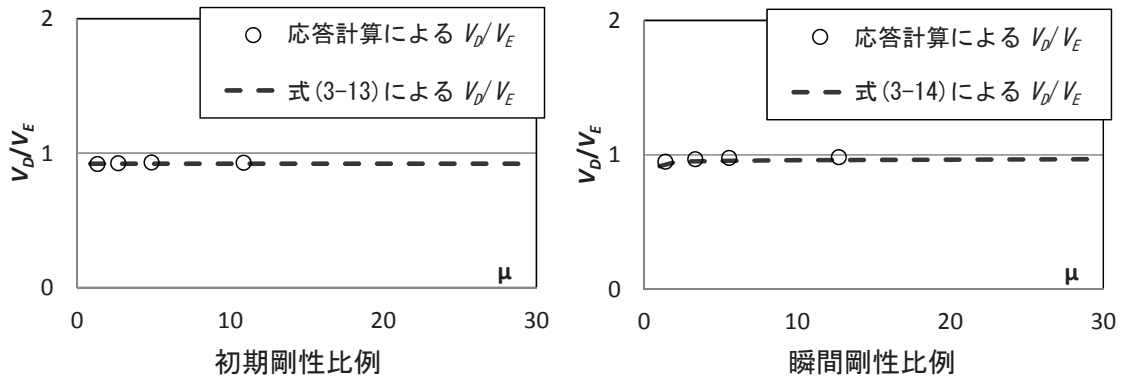 2
応答計算による V_D/V_E
式(3-13)による V_D/V_E
V_D/V_E
1
0
μ
0 10 20 30
初期剛性比例
2
応答計算による V_D/V_E
式(3-14)による V_D/V_E
V_D/V_E
1
0
μ
0 10 20 30
瞬間剛性比例